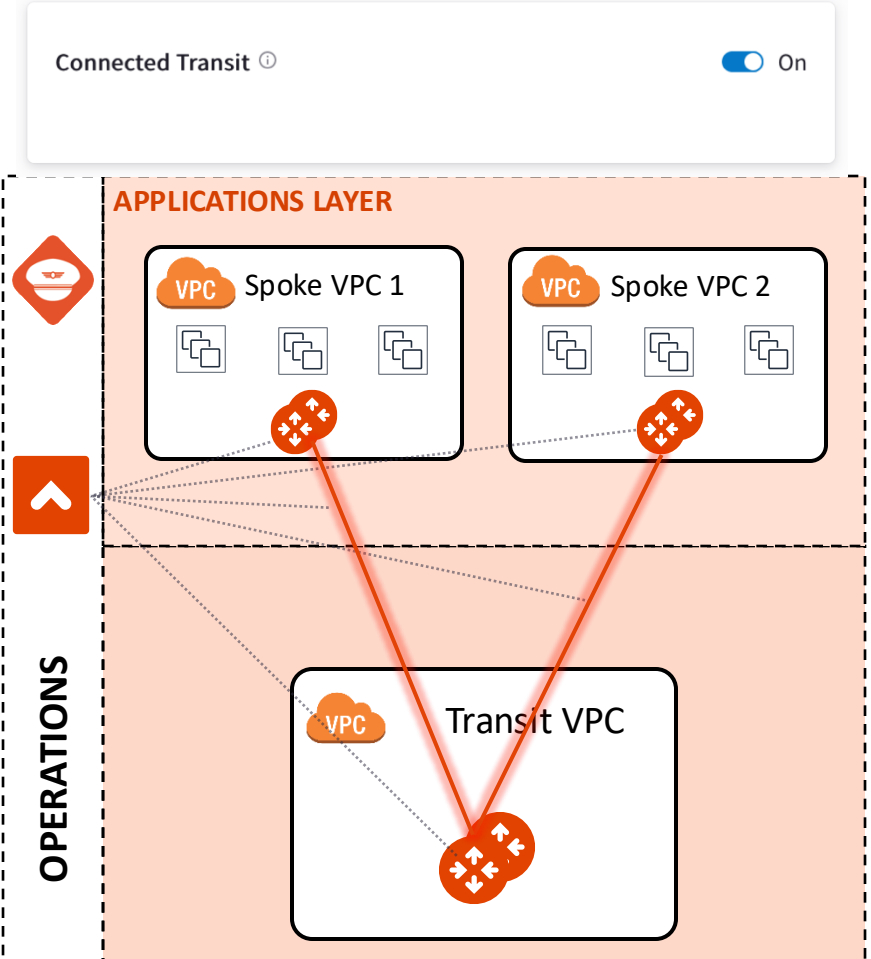 Connected Transit
On
APPLICATIONS LAYER
VPC
Spoke VPC 1
VPC
Spoke VPC 2
OPERATIONS
VPC
Transit VPC